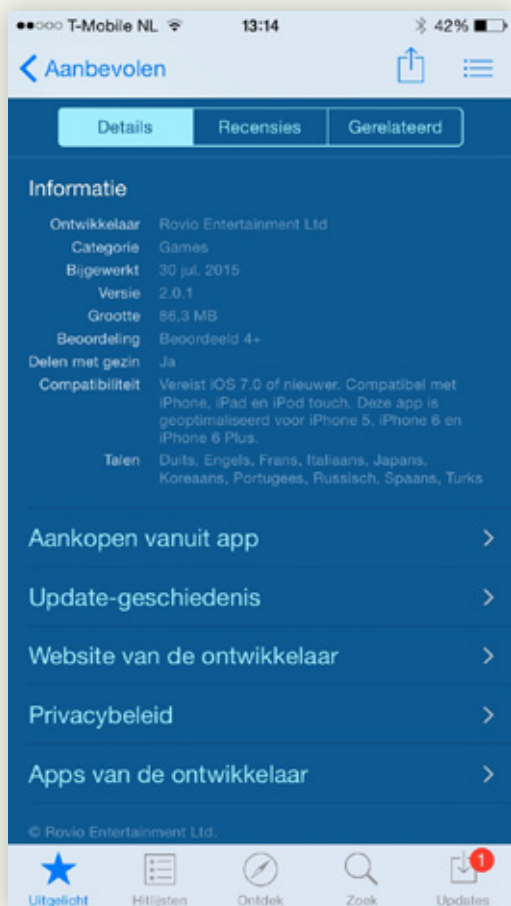 T-Mobile NL 13:14 42%
Aanbevolen
Details Recensies Gerelateerd
Informatie
Ontwikkelaar Rovio Entertainment Ltd
Categorie Games
Bijgewerkt 30 jul. 2015
Versie 2.0.1
Grootte 86,3 MB
Beoordeling Beoordeeld 4+
Delen met gezin Ja
Compatibiliteit Vereist iOS 7.0 of nieuwer. Compatibel met
iPhone, iPad en iPod touch. Deze app is
geoptimaliseerd voor iPhone 5, iPhone 6 en
iPhone 6 Plus.
Talen Duits, Engels, Frans, Italiaans, Japans,
Koreaans, Portugees, Russisch, Spaans, Turks
Aankopen vanuit app
Update-geschiedenis
Website van de ontwikkelaar
Privacybeleid
Apps van de ontwikkelaar
© Rovio Entertainment Ltd.
1
Uitgelicht Hitlijsten Ontdek Zoek Updates